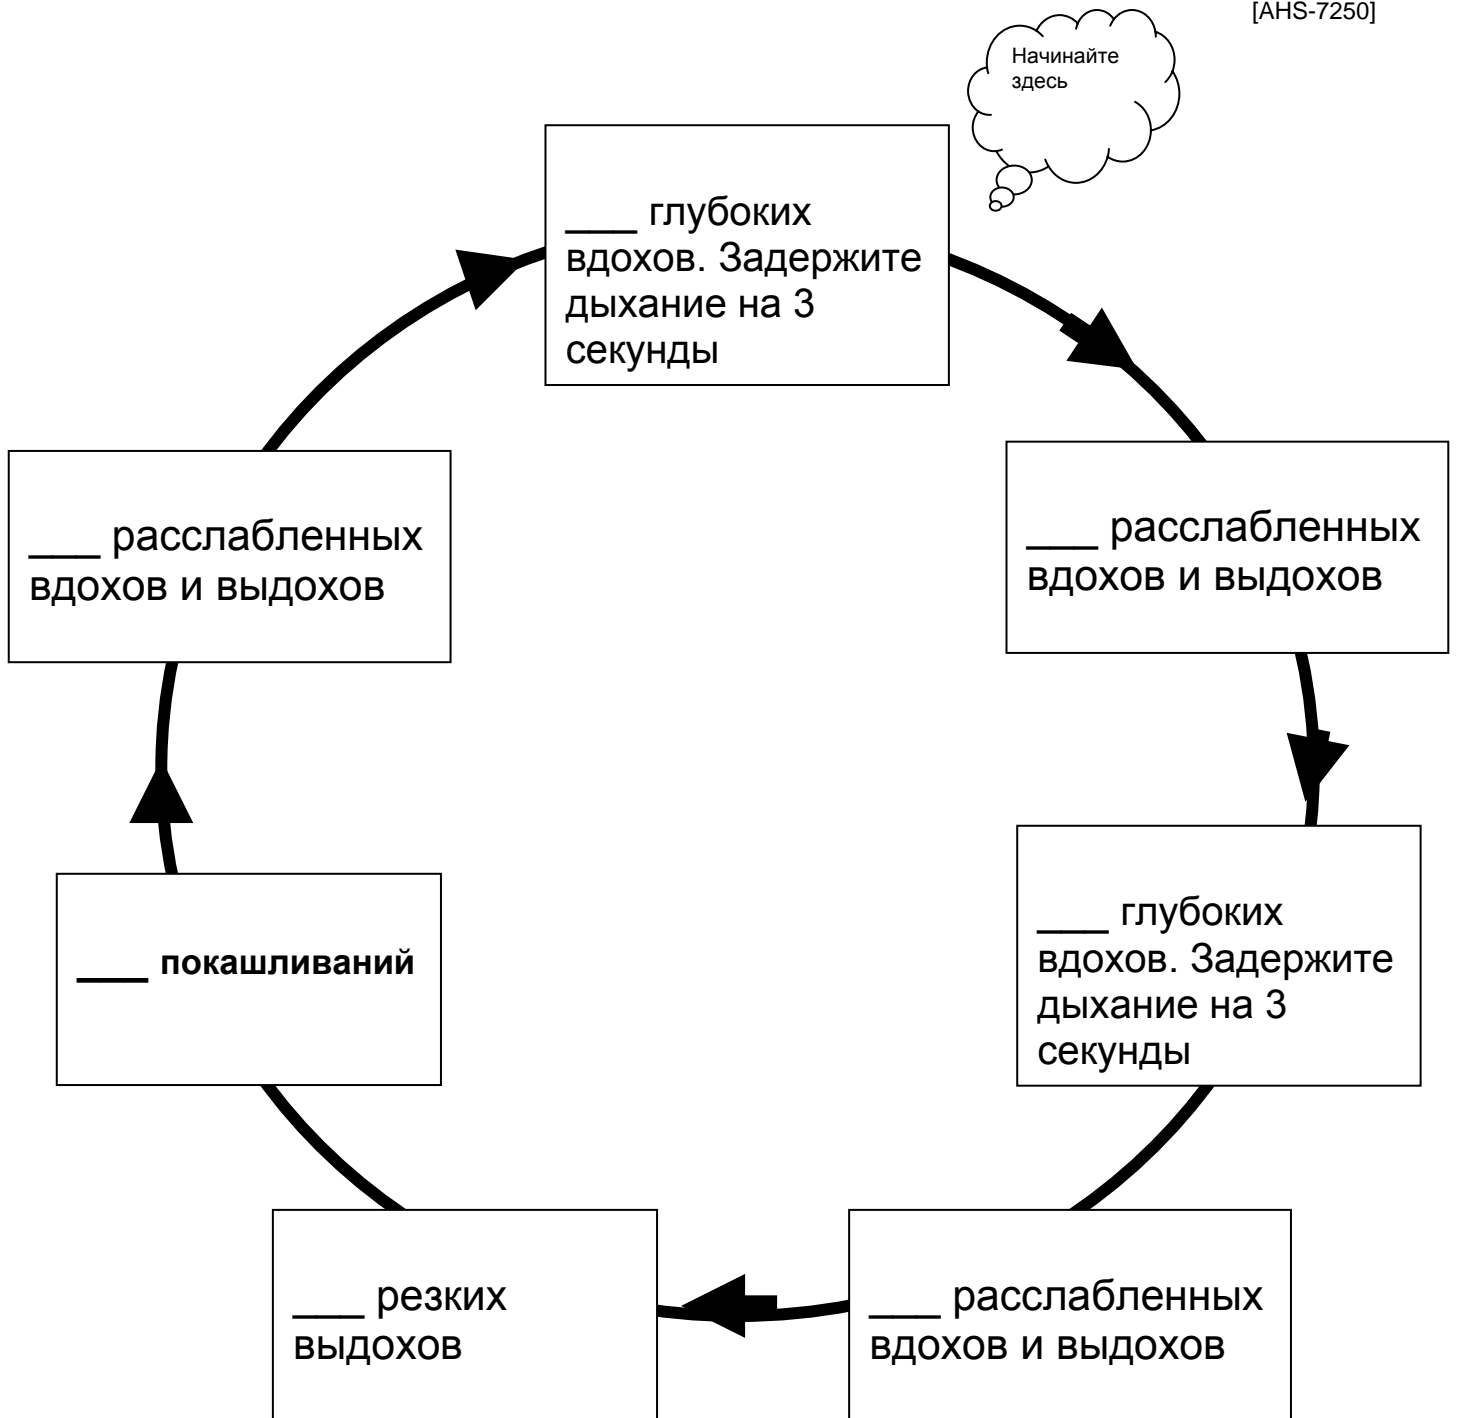 [AHS-7250]
Начинайте
здесь
___ глубоких
вдохов. Задержите
дыхание на 3
секунды
___ расслабленных
вдохов и выдохов
___ глубоких
вдохов. Задержите
дыхание на 3
секунды
___ расслабленных
вдохов и выдохов
___ резких
выдохов
___ покашливаний
___ расслабленных
вдохов и выдохов